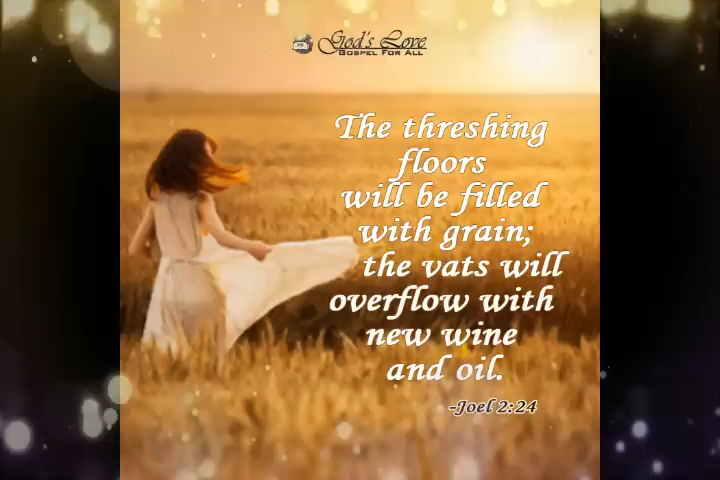 God's Love
GOSPEL FOR ALL
The threshing
floors
will be filled
with grain;
the vats will
overflow with
new wine
and oil.
-Joel 2:24